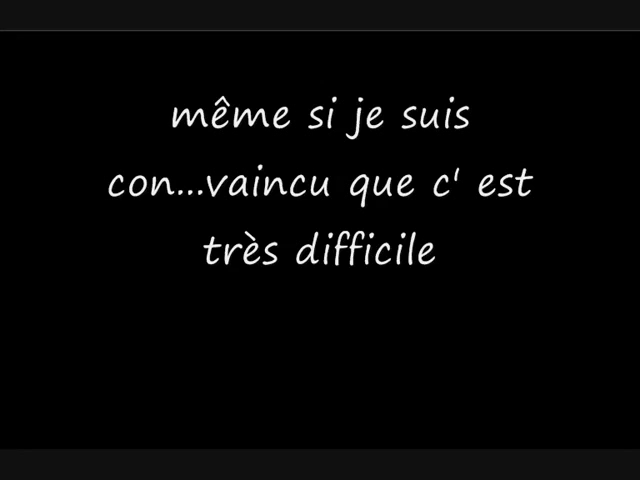 même si je suis
con...vaincu que c' est
très difficile